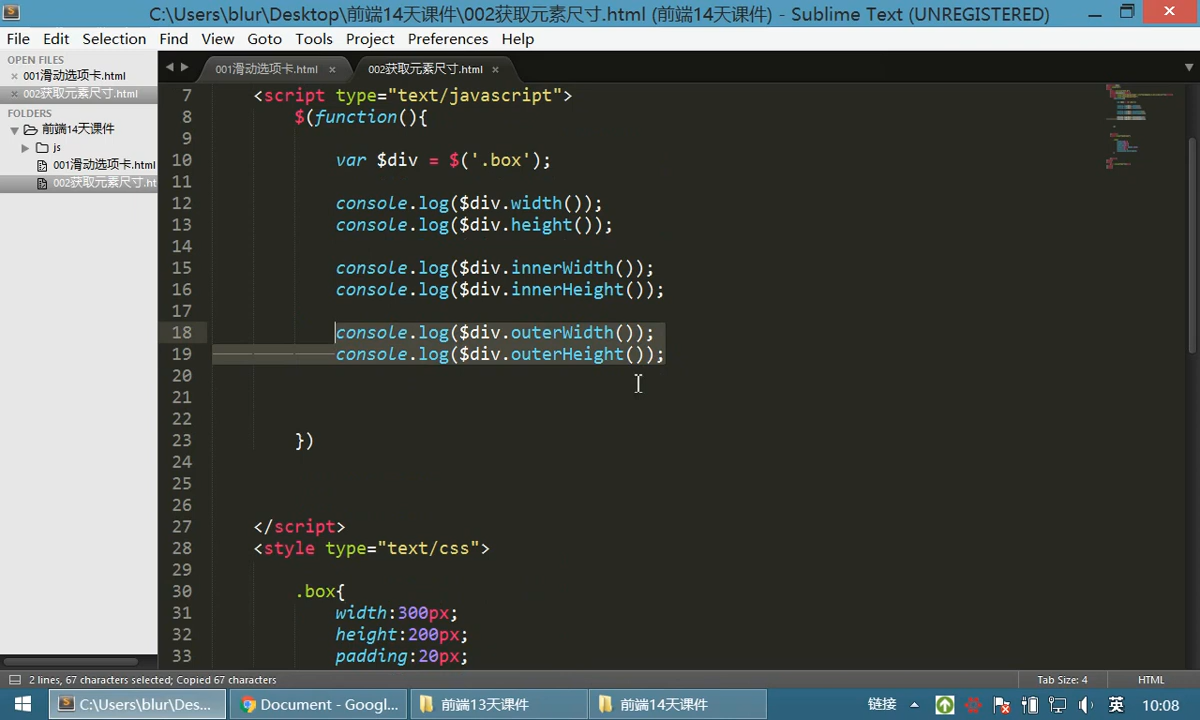 C:\Users\blur\Desktop\前端14天课件\002获取元素尺寸.html (前端14天课件) - Sublime Text (UNREGISTERED)
File Edit Selection Find View Goto Tools Project Preferences Help
OPEN FILES
001滑动选项卡.html
002获取元素尺寸.html
FOLDERS
前端14天课件
js
001滑动选项卡.html
002获取元素尺寸.ht
001滑动选项卡.html 002获取元素尺寸.html
7 <script type="text/javascript">
8 $(function(){
9
10 var $div = $('.box');
11
12 console.log($div.width());
13 console.log($div.height());
14
15 console.log($div.innerWidth());
16 console.log($div.innerHeight());
17
18 console.log($div.outerWidth());
19 console.log($div.outerHeight());
20
21
22
23 })
24
25
26
27 </script>
28 <style type="text/css">
29
30 .box{
31 width:300px;
32 height:200px;
33 padding:20px;
2 lines, 67 characters selected; Copied 67 characters Tab Size: 4 HTML
C:\Users\blur\Des... Document - Googl... 前端13天课件 前端14天课件 链接 英 10:08